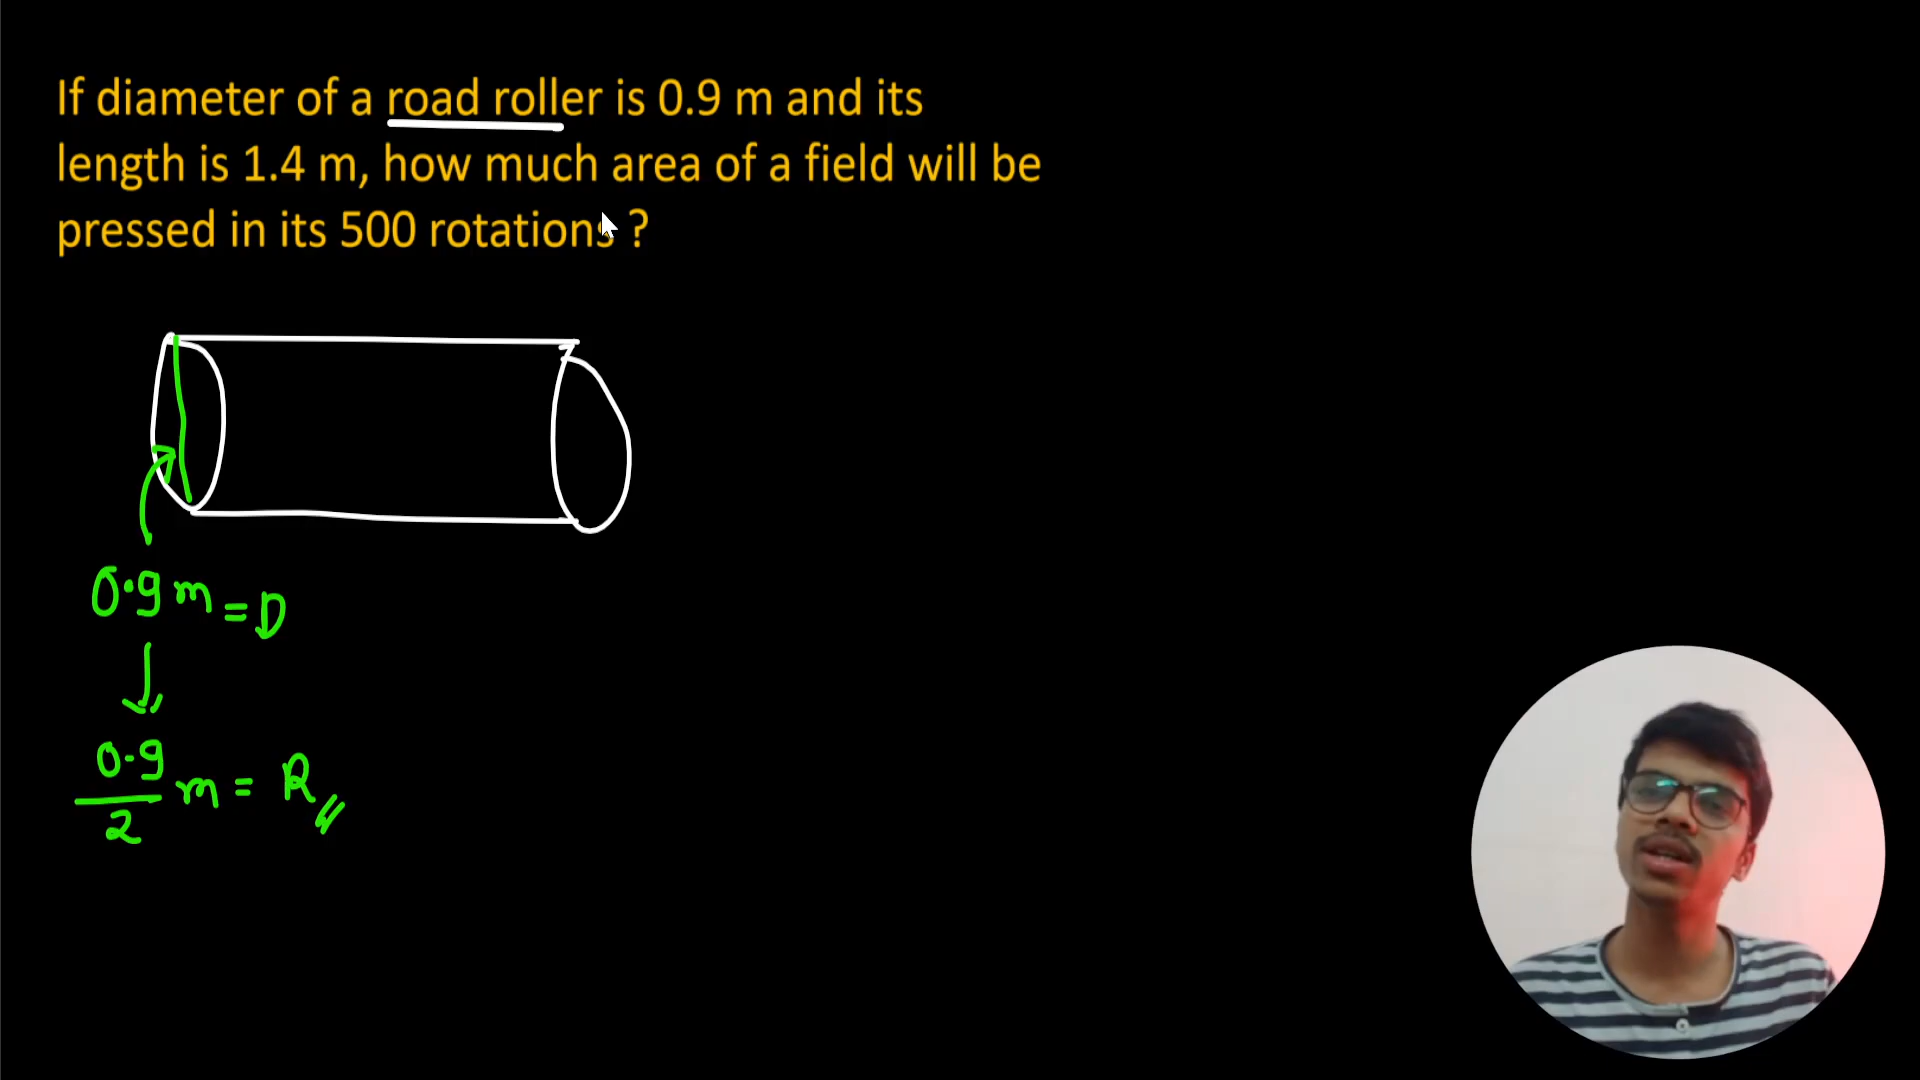 If diameter of a road roller is 0.9 m and its
length is 1.4 m, how much area of a field will be
pressed in its 500 rotations ?
0.9 m = D
0.9
2
m = R